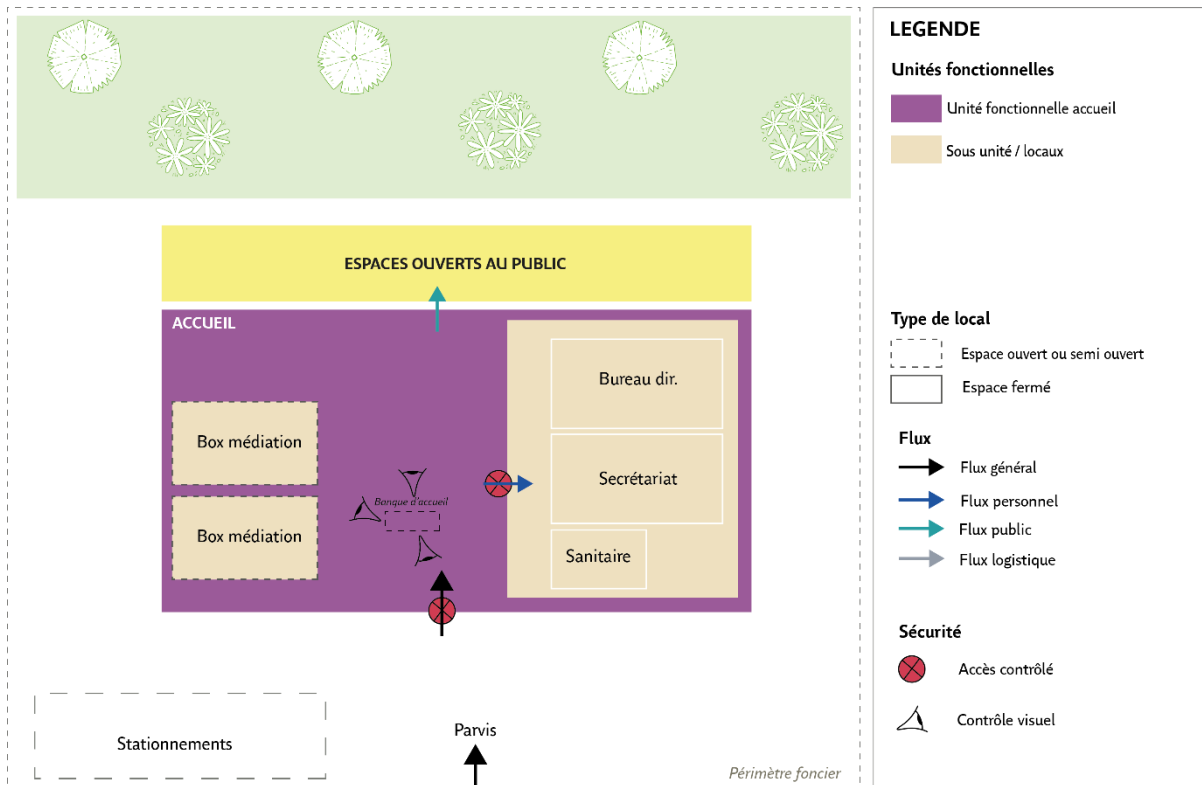 ESPACES OUVERTS AU PUBLIC
ACCUEIL
Bureau dir.
Box médiation
Secrétariat
Banque d'accueil
Box médiation
Sanitaire
Stationnements
Parvis
Périmètre foncier
LEGENDE
Unités fonctionnelles
Unité fonctionnelle accueil
Sous unité / locaux
Type de local
Espace ouvert ou semi ouvert
Espace fermé
Flux
Flux général
Flux personnel
Flux public
Flux logistique
Sécurité
Accès contrôlé
Contrôle visuel